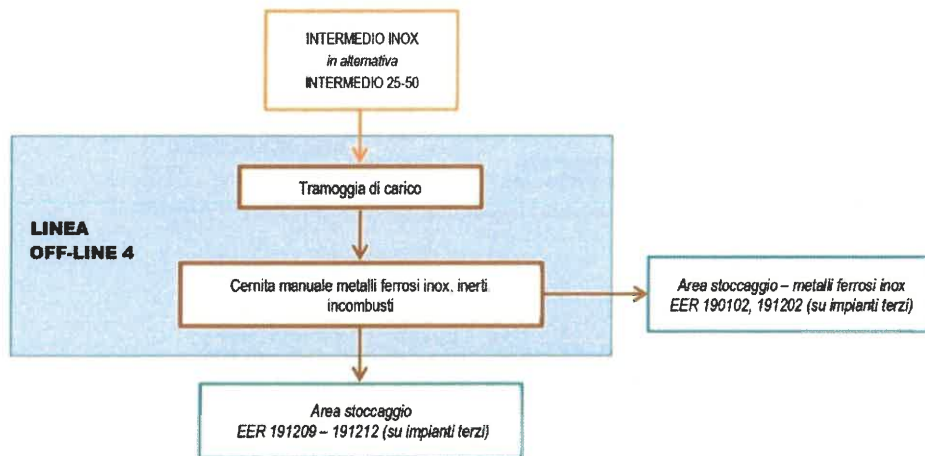 INTERMEDIO INOX
in alternativa
INTERMEDIO 25-50
Tramoggia di carico
LINEA
OFF-LINE 4
Cernita manuale metalli ferrosi inox, inerti
incombusti
Area stoccaggio – metalli ferrosi inox
EER 190102, 191202 (su impianti terzi)
Area stoccaggio
EER 191209 – 191212 (su impianti terzi)